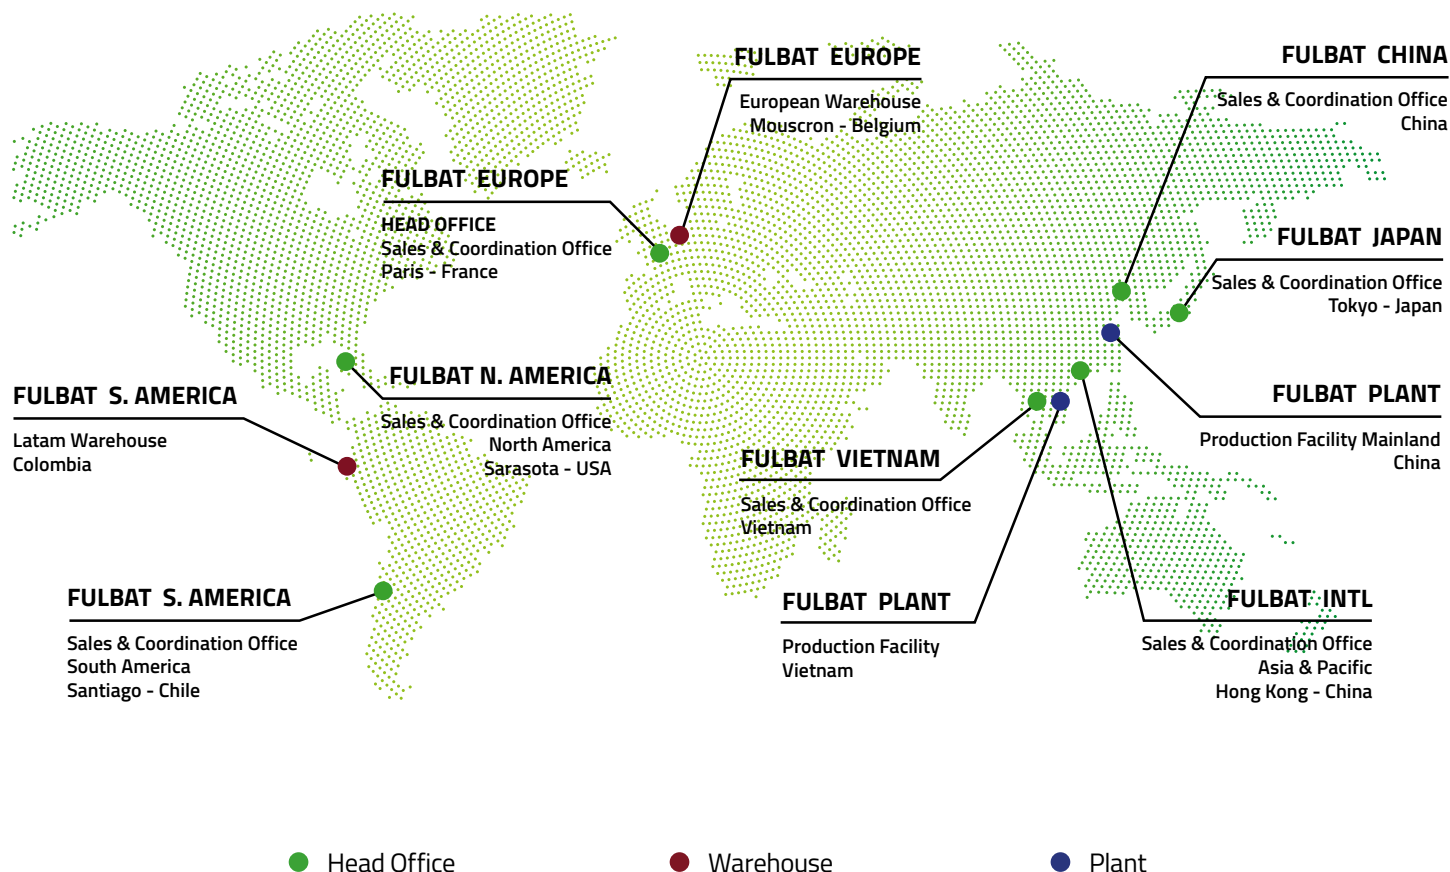 FULBAT EUROPE
European Warehouse
Mouscron - Belgium
FULBAT CHINA
Sales & Coordination Office
China
FULBAT EUROPE
HEAD OFFICE
Sales & Coordination Office
Paris - France
FULBAT JAPAN
Sales & Coordination Office
Tokyo - Japan
FULBAT N. AMERICA
Sales & Coordination Office
North America
Sarasota - USA
FULBAT S. AMERICA
Latam Warehouse
Colombia
FULBAT PLANT
Production Facility Mainland
China
FULBAT VIETNAM
Sales & Coordination Office
Vietnam
FULBAT S. AMERICA
Sales & Coordination Office
South America
Santiago - Chile
FULBAT PLANT
Production Facility
Vietnam
FULBAT INTL
Sales & Coordination Office
Asia & Pacific
Hong Kong - China
Head Office
Warehouse
Plant